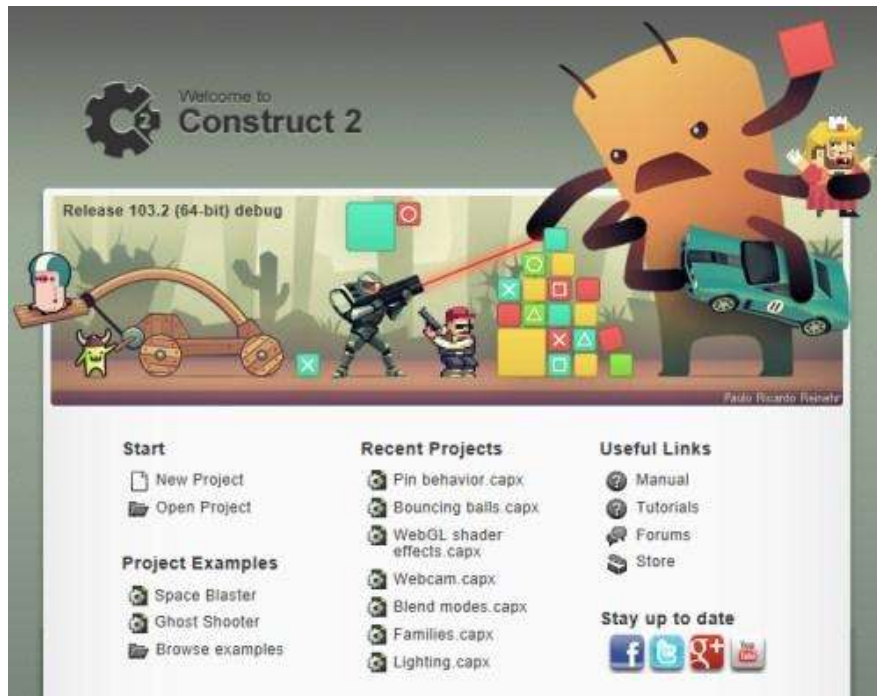 Welcome to
Construct 2
Release 103.2 (64-bit) debug
11
Paulo Ricardo Reinehr
Start
New Project
Open Project
Project Examples
Space Blaster
Ghost Shooter
Browse examples
Recent Projects
Pin behavior.capx
Bouncing balls.capx
WebGL shader
effects.capx
Webcam.capx
Blend modes.capx
Families.capx
Lighting.capx
Useful Links
Manual
Tutorials
Forums
Store
Stay up to date
f
t
g+
You
Tube